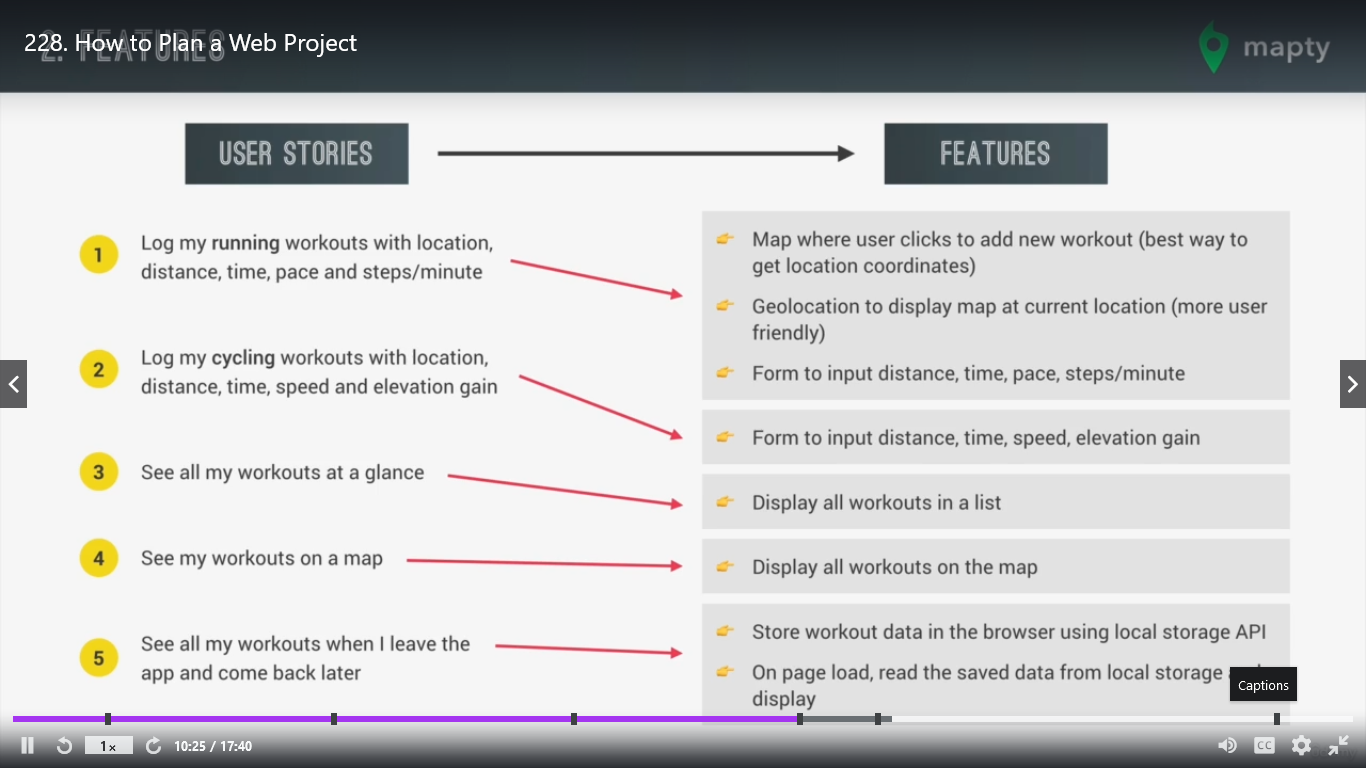 228. How to Plan a Web Project
2. FEATURES
mapty
USER STORIES
FEATURES
1
Log my running workouts with location,
distance, time, pace and steps/minute
2
Log my cycling workouts with location,
distance, time, speed and elevation gain
3
See all my workouts at a glance
4
See my workouts on a map
5
See all my workouts when I leave the
app and come back later
Map where user clicks to add new workout (best way to
get location coordinates)
Geolocation to display map at current location (more user
friendly)
Form to input distance, time, pace, steps/minute
Form to input distance, time, speed, elevation gain
Display all workouts in a list
Display all workouts on the map
Store workout data in the browser using local storage API
On page load, read the saved data from local storage
display
Captions
1x
10:25 / 17:40
CC